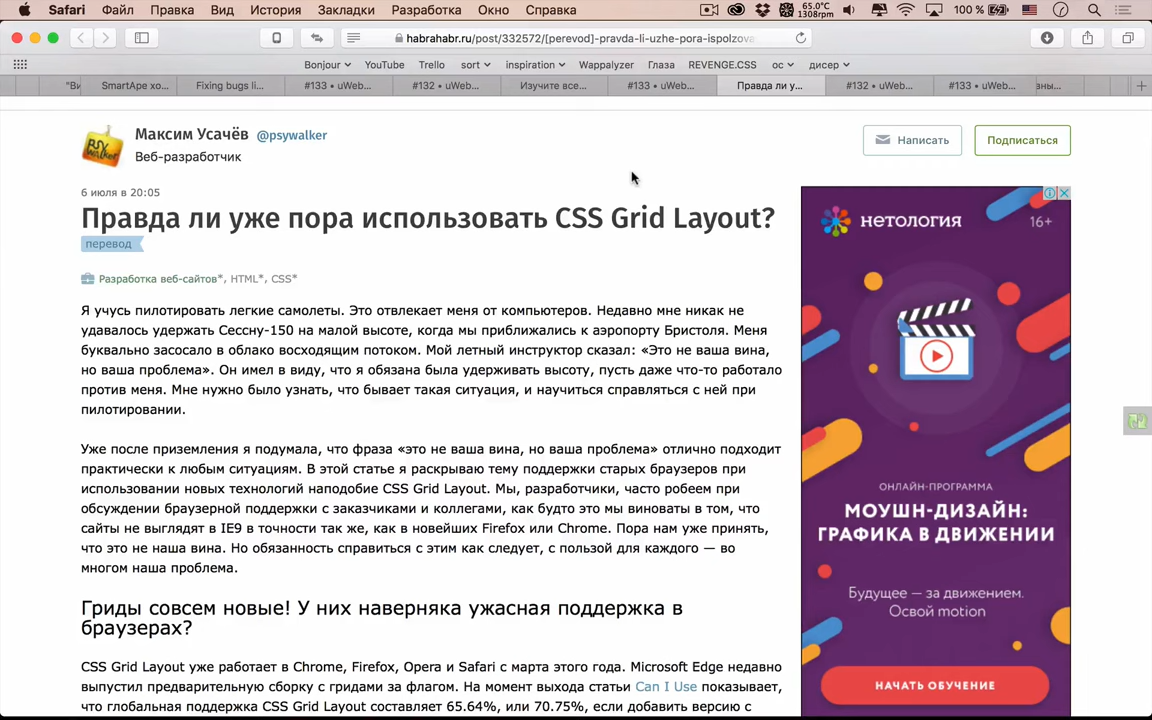 Safari Файл Правка Вид История Закладки Разработка Окно Справка 65.0°C 1308rpm 100 %
habrahabr.ru/post/332572/[perevod]-pravda-li-uzhe-pora-ispolzova
Bonjour YouTube Trello sort inspiration Wappalyzer Глаза REVENGE.CSS ос дисер
"Ви SmartApe хо... Fixing bugs li... #133 • uWeb... #132 • uWeb... Изучите все... #133 • uWeb... Правда ли у... #132 • uWeb... #133 • uWeb... зны...
Максим Усачёв @psywalker
Веб-разработчик
Написать
Подписаться
6 июля в 20:05
Правда ли уже пора использовать CSS Grid Layout?
перевод
Разработка веб-сайтов*, HTML*, CSS*
Я учусь пилотировать легкие самолеты. Это отвлекает меня от компьютеров. Недавно мне никак не
удавалось удержать Сессну-150 на малой высоте, когда мы приближались к аэропорту Бристоля. Меня
буквально засосало в облако восходящим потоком. Мой летный инструктор сказал: «Это не ваша вина,
но ваша проблема». Он имел в виду, что я обязана была удерживать высоту, пусть даже что-то работало
против меня. Мне нужно было узнать, что бывает такая ситуация, и научиться справляться с ней при
пилотировании.
Уже после приземления я подумала, что фраза «это не ваша вина, но ваша проблема» отлично подходит
практически к любым ситуациям. В этой статье я раскрываю тему поддержки старых браузеров при
использовании новых технологий наподобие CSS Grid Layout. Мы, разработчики, часто робеем при
обсуждении браузерной поддержки с заказчиками и коллегами, как будто это мы виноваты в том, что
сайты не выглядят в IE9 в точности так же, как в новейших Firefox или Chrome. Пора нам уже принять,
что это не наша вина. Но обязанность справиться с этим как следует, с пользой для каждого — во
многом наша проблема.
Гриды совсем новые! У них наверняка ужасная поддержка в
браузерах?
CSS Grid Layout уже работает в Chrome, Firefox, Opera и Safari с марта этого года. Microsoft Edge недавно
выпустил предварительную сборку с гридами за флагом. На момент выхода статьи Can I Use показывает,
что глобальная поддержка CSS Grid Layout составляет 65.64%, или 70.75%, если добавить версию с
нетология 16+
ОНЛАЙН-ПРОГРАММА
МОУШН-ДИЗАЙН:
ГРАФИКА В ДВИЖЕНИИ
Будущее — за движением.
Освой motion
НАЧАТЬ ОБУЧЕНИЕ